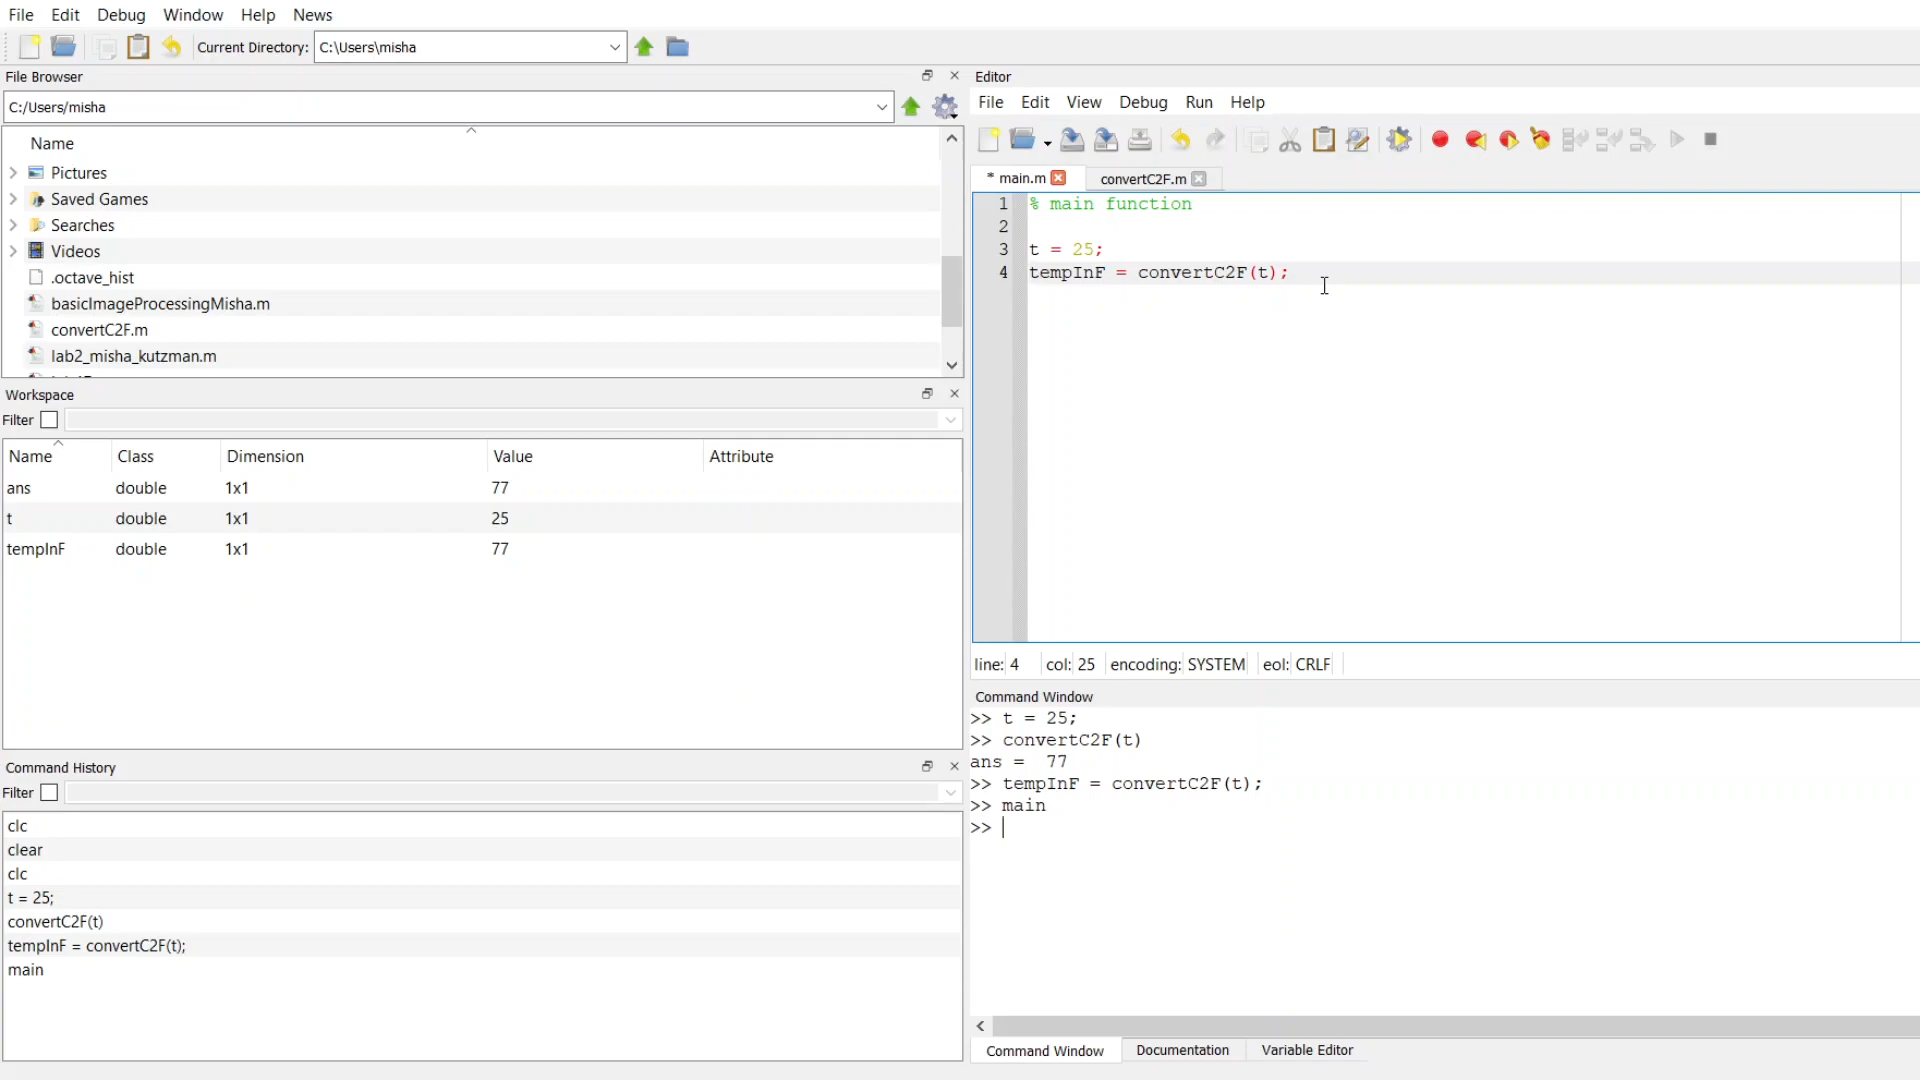 File Edit Debug Window Help News
Current Directory: C:\Users\misha
File Browser
C:/Users/misha
Name
Pictures
Saved Games
Searches
Videos
.octave_hist
basicImageProcessingMisha.m
convertC2F.m
lab2_misha_kutzman.m
Workspace
Filter
Name Class Dimension Value Attribute
ans double 1x1 77
t double 1x1 25
tempInF double 1x1 77
Command History
Filter
clc
clear
clc
t = 25;
convertC2F(t)
tempInF = convertC2F(t);
main
Editor
File Edit View Debug Run Help
* main.m convertC2F.m
1 % main function
2
3 t = 25;
4 tempInF = convertC2F(t);
line: 4 col: 25 encoding: SYSTEM eol: CRLF
Command Window
>> t = 25;
>> convertC2F(t)
ans = 77
>> tempInF = convertC2F(t);
>> main
>>
Command Window Documentation Variable Editor